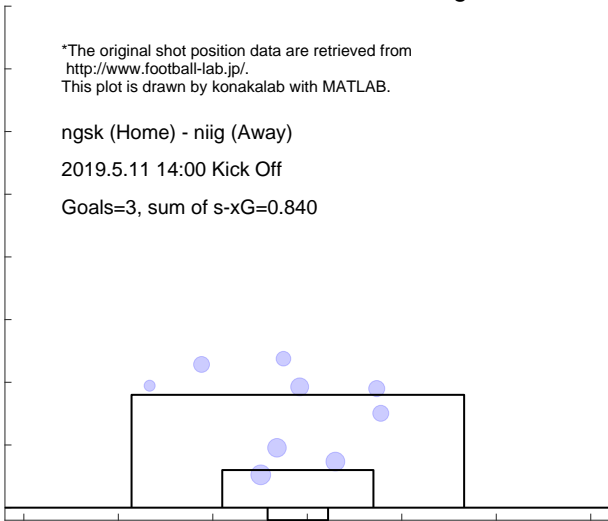 *The original shot position data are retrieved from
http://www.football-lab.jp/.
This plot is drawn by konakalab with MATLAB.
ngsk (Home) - niig (Away)
2019.5.11 14:00 Kick Off
Goals=3, sum of s-xG=0.840